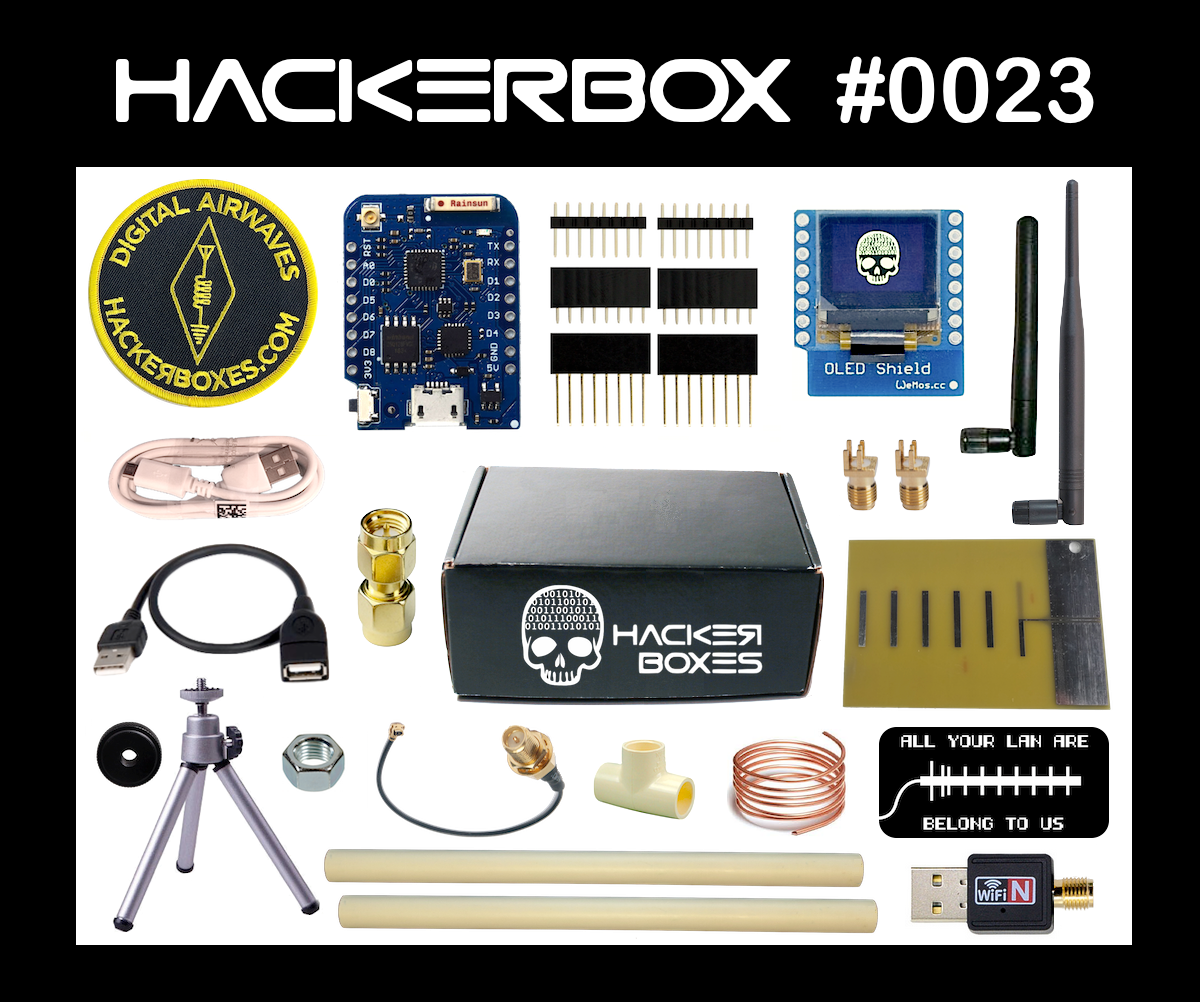 HACKERBOX #0023
DIGITAL AIRWAVES
HACKERBOXES.COM
Rainsun
RST
A0
D0
D5
D6
D7
D8
3V3
TX
RX
D1
D2
D3
D4
GND
5V
OLED Shield
WeMos.cc
HACKER
BOXES
ALL YOUR LAN ARE
BELONG TO US
WiFi N